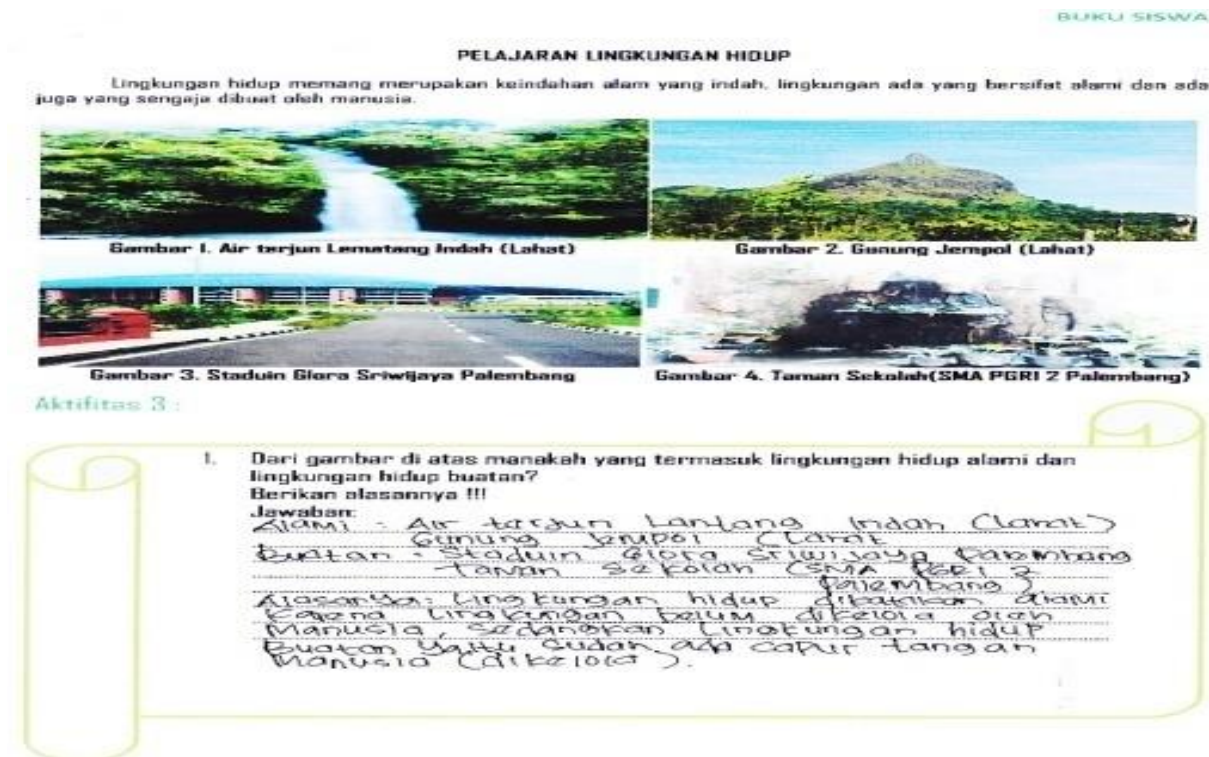 BUKU SISWA
PELAJARAN LINGKUNGAN HIDUP
Lingkungan hidup memang merupakan keindahan alam yang indah, lingkungan ada yang bersifat alami dan ada
juga yang sengaja dibuat oleh manusia.
Gambar 1. Air terjun Lematang Indah (Lahat)
Gambar 2. Gunung Jempol (Lahat)
Gambar 3. Staduin Glora Sriwijaya Palembang
Gambar 4. Taman Sekolah(SMA PGRI 2 Palembang)
Aktifitas 3 :
1. Dari gambar di atas manakah yang termasuk lingkungan hidup alami dan
lingkungan hidup buatan?
Berikan alasannya !!!
Jawaban:
Alami : Air terjun Lantang Indah (Lahat)
Gunung Jempol (Lahat
Buatan : Staduin Glora Sriwijaya Palembang
- Taman Sekolah (SMA PGRI 2
Palembang)
Alasanya : Lingkungan hidup dikatakan alami
karena Lingkungan belum dikelola oleh
Manusia, sedangkan Lingkungan hidup
Buatan yaitu sudah ada capur tangan
Manusia (dikelola).